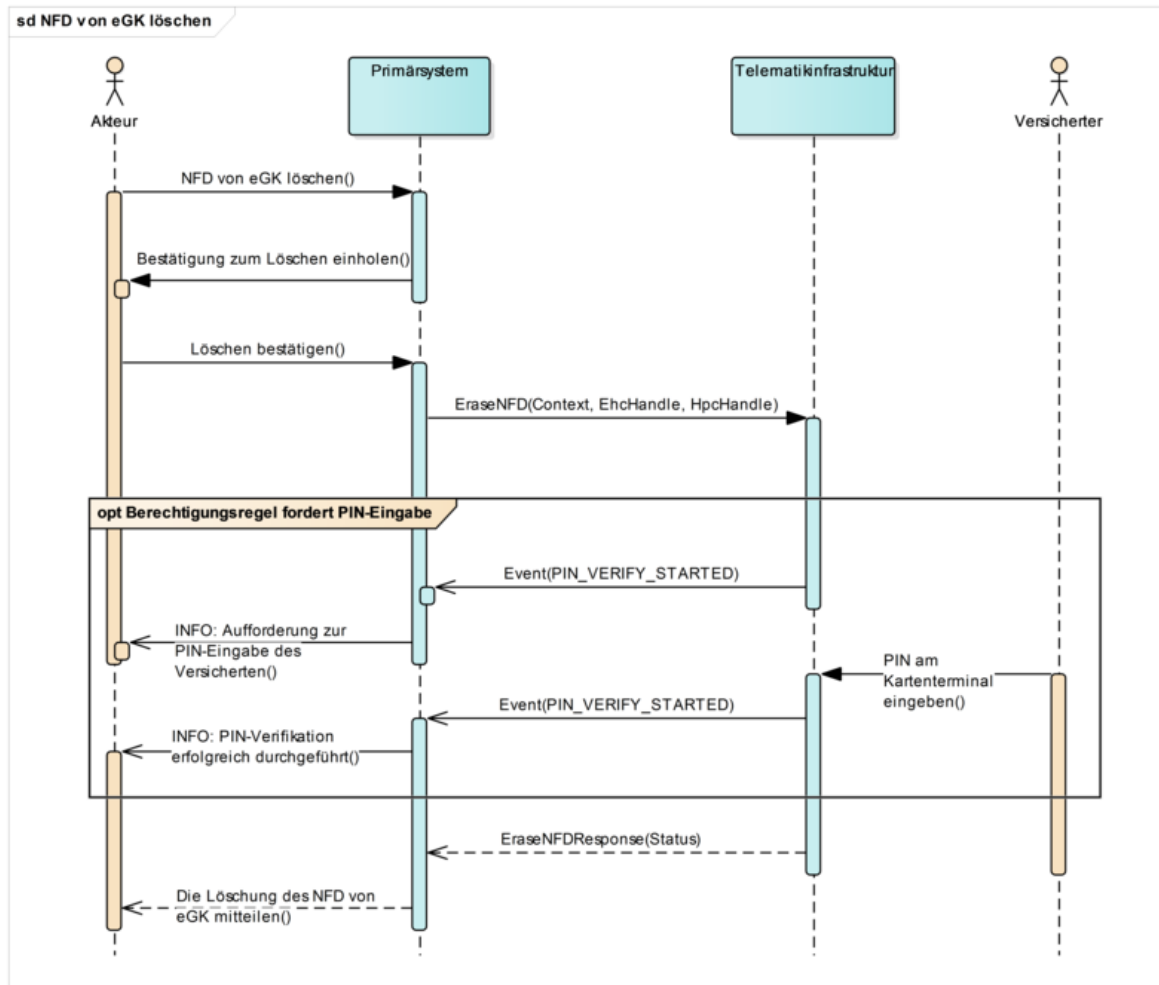 sd NFD von eGK löschen
Akteur
Primärsystem
Telematikinfrastruktur
Versicherter
NFD von eGK löschen()
Bestätigung zum Löschen einholen()
Löschen bestätigen()
EraseNFD(Context, EhcHandle, HpcHandle)
opt Berechtigungsregel fordert PIN-Eingabe
Event(PIN_VERIFY_STARTED)
INFO: Aufforderung zur
PIN-Eingabe des
Versicherten()
PIN am
Kartenterminal
eingeben()
Event(PIN_VERIFY_STARTED)
INFO: PIN-Verifikation
erfolgreich durchgeführt()
EraseNFDResponse(Status)
Die Löschung des NFD von
eGK mitteilen()